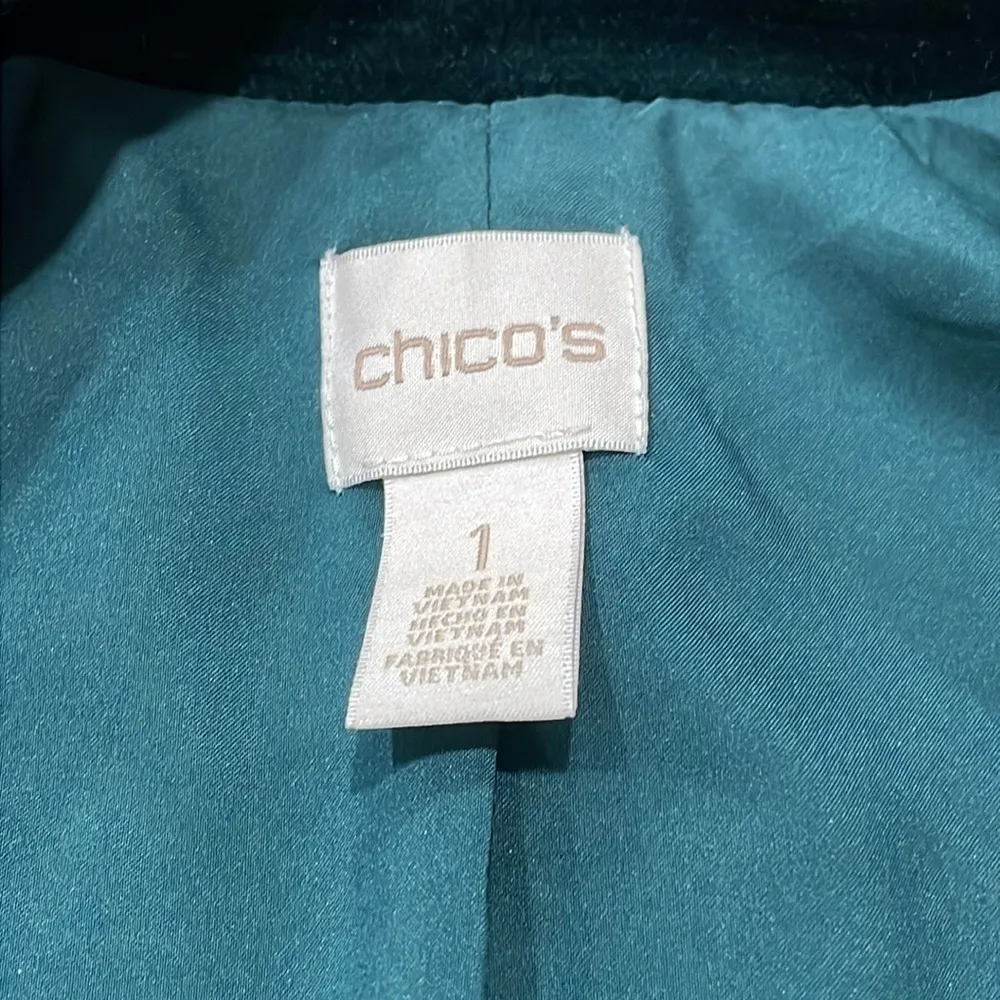 chico's
1
MADE IN
VIETNAM
HECHO EN
VIETNAM
FABRIQUÉ EN
VIETNAM